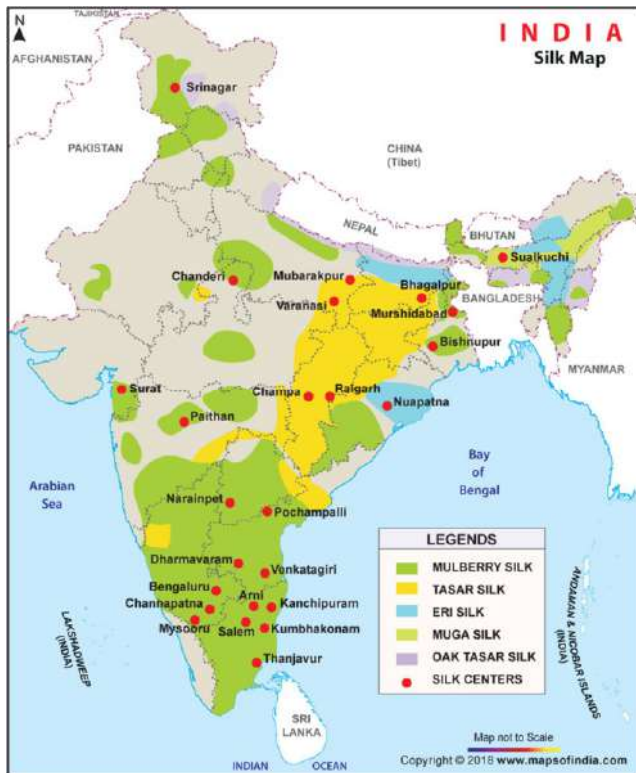 N
INDIA
Silk Map
TAJIKISTAN
AFGHANISTAN
PAKISTAN
CHINA
(Tibet)
NEPAL
BHUTAN
BANGLADESH
MYANMAR
Srinagar
Chanderi
Mubarakpur
Varanasi
Bhagalpur
Murshidabad
Sualkuchi
Bishnupur
Surat
Paithan
Champa
Raigarh
Nuapatna
Arabian
Sea
Bay
of
Bengal
Narainpet
Pochampalli
Dharmavaram
Venkatagiri
Bengaluru
Arni
Channapatna
Kanchipuram
Mysooru
Salem
Kumbhakonam
Thanjavur
LAKSHADWEEP
(INDIA)
ANDAMAN & NICOBAR ISLANDS
(INDIA)
SRI
LANKA
INDIAN OCEAN
LEGENDS
MULBERRY SILK
TASAR SILK
ERI SILK
MUGA SILK
OAK TASAR SILK
SILK CENTERS
Map not to Scale
Copyright © 2018 www.mapsofindia.com